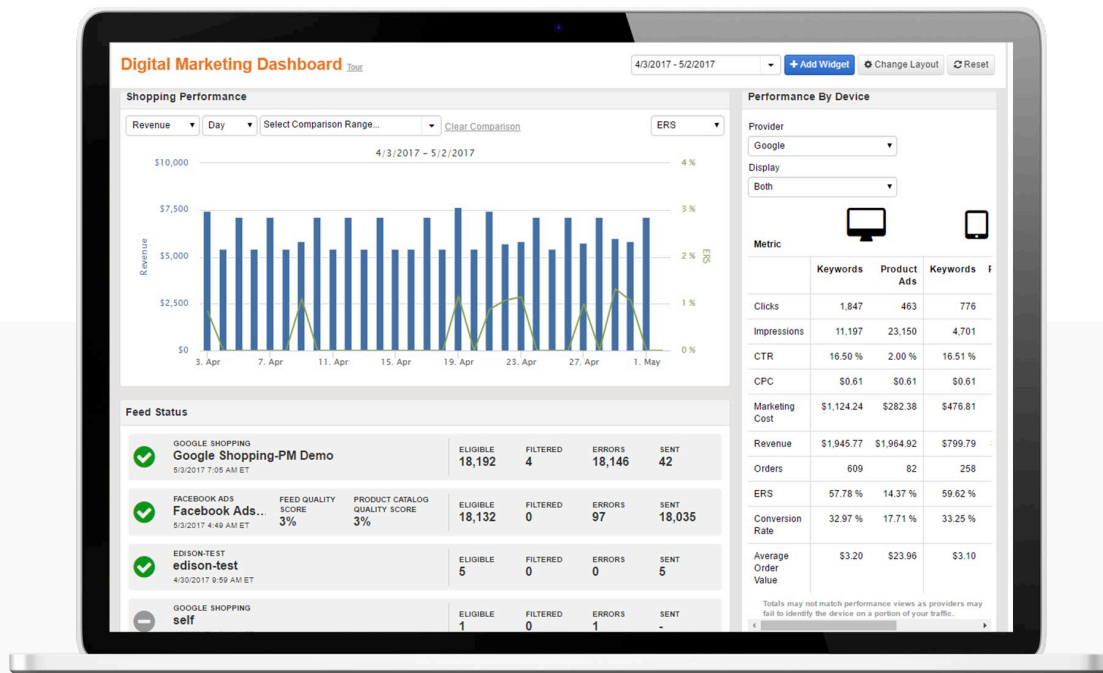 Digital Marketing Dashboard Tour
4/3/2017 - 5/2/2017
Add Widget
Change Layout
Reset
Shopping Performance
Revenue
Day
Select Comparison Range...
Clear Comparison
ERS
4/3/2017 – 5/2/2017
$10,000
$7,500
$5,000
$2,500
$0
Revenue
4 %
3 %
2 %
1 %
0 %
ERS
3. Apr 7. Apr 11. Apr 15. Apr 19. Apr 23. Apr 27. Apr 1. May
Feed Status
GOOGLE SHOPPING
Google Shopping-PM Demo
5/3/2017 7:05 AM ET
ELIGIBLE FILTERED ERRORS SENT
18,192 4 18,146 42
FACEBOOK ADS
Facebook Ads...
5/3/2017 4:49 AM ET
FEED QUALITY
SCORE
3%
PRODUCT CATALOG
QUALITY SCORE
3%
ELIGIBLE FILTERED ERRORS SENT
18,132 0 97 18,035
EDISON-TEST
edison-test
4/30/2017 9:59 AM ET
ELIGIBLE FILTERED ERRORS SENT
5 0 0 5
GOOGLE SHOPPING
self
ELIGIBLE FILTERED ERRORS SENT
1 0 1 -
Performance By Device
Provider
Google
Display
Both
Metric
Keywords Product Keywords
Ads
Clicks 1,847 463 776
Impressions 11,197 23,150 4,701
CTR 16.50 % 2.00 % 16.51 %
CPC $0.61 $0.61 $0.61
Marketing $1,124.24 $282.38 $476.81
Cost
Revenue $1,945.77 $1,964.92 $799.79
Orders 609 82 258
ERS 57.78 % 14.37 % 59.62 %
Conversion 32.97 % 17.71 % 33.25 %
Rate
Average $3.20 $23.96 $3.10
Order
Value
Totals may not match performance views as providers may
fail to identify the device on a portion of your traffic.